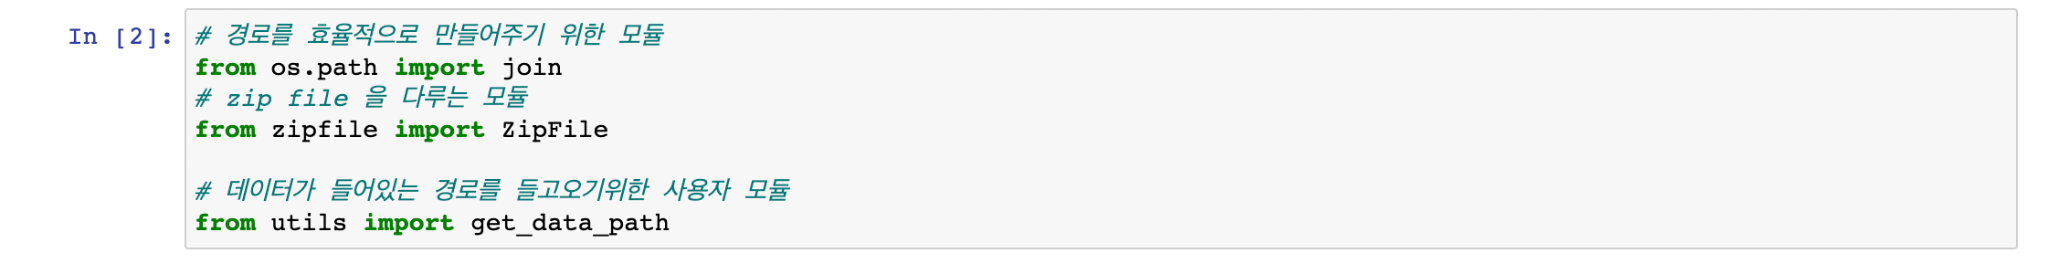 In [2]: # 경로를 효율적으로 만들어주기 위한 모듈
from os.path import join
# zip file 을 다루는 모듈
from zipfile import ZipFile
# 데이터가 들어있는 경로를 들고오기위한 사용자 모듈
from utils import get_data_path